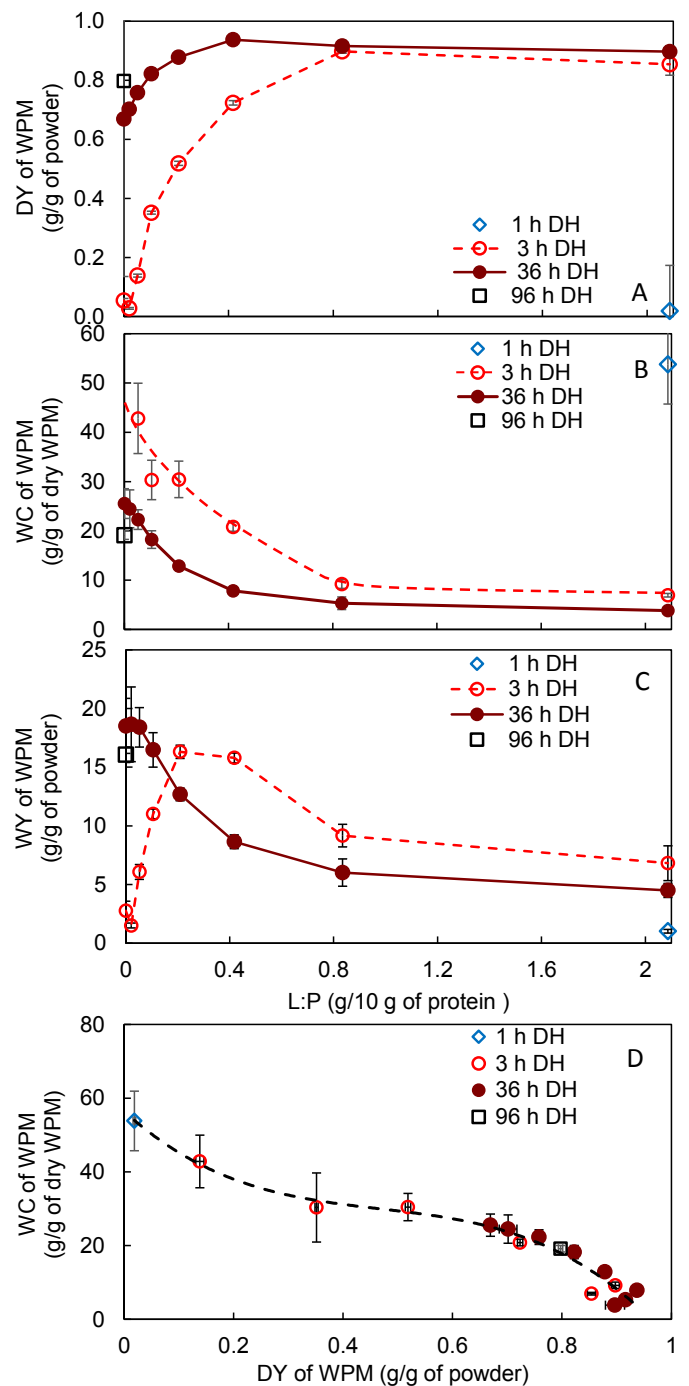 DY of WPM
(g/g of powder)
1.0
0.8
0.6
0.4
0.2
0.0
1 h DH
3 h DH
36 h DH
96 h DH
A
WC of WPM
(g/g of dry WPM)
60
50
40
30
20
10
0
1 h DH
3 h DH
36 h DH
96 h DH
B
WY of WPM
(g/g of powder)
25
20
15
10
5
0
1 h DH
3 h DH
36 h DH
96 h DH
C
0 0.4 0.8 1.2 1.6 2
L:P (g/10 g of protein )
WC of WPM
(g/g of dry WPM)
80
60
40
20
0
1 h DH
3 h DH
36 h DH
96 h DH
D
0 0.2 0.4 0.6 0.8 1
DY of WPM (g/g of powder)